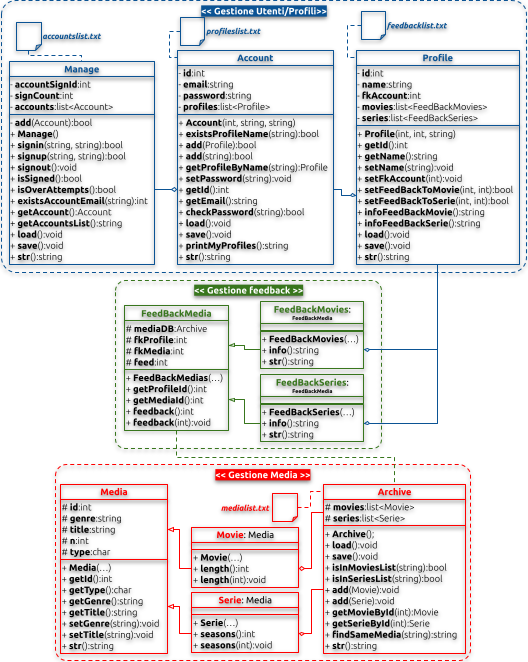 << Gestione Utenti/Profili>>
accountslist.txt
profileslist.txt
feedbacklist.txt
Manage
- accountSignId:int
- signCount:int
- accounts:list<Account>
+ add(Account):bool
+ Manage()
+ signin(string, string):bool
+ signup(string, string):bool
+ signout():void
+ isSigned():bool
+ isOverAttempts():bool
+ existsAccountEmail(string):int
+ getAccount():Account
+ getAccountsList():string
+ load():void
+ save():void
+ str():string
Account
- id:int
- email:string
- password:string
- profiles:list<Profile>
+ Account(int, string, string)
+ existsProfileName(string):bool
+ add(Profile):bool
+ add(string):bool
+ getProfileByName(string):Profile
+ setPassword(string):void
+ getId():int
+ getEmail():string
+ checkPassword(string):bool
+ load():void
+ save():void
+ printMyProfiles():string
+ str():string
Profile
- id:int
- name:string
- fkAccount:int
- movies:list<FeedBackMovies>
- series:list<FeedBackSeries>
+ Profile(int, int, string)
+ getId():int
+ getName():string
+ setName(string):void
+ setFkAccount(int):void
+ setFeedBackToMovie(int, int):bool
+ setFeedBackToSerie(int, int):bool
+ infoFeedbackMovie():string
+ infoFeedbackSerie():string
+ load():void
+ save():void
+ str():string
<< Gestione feedback >>
FeedBackMedia
# mediaDB:Archive
# fkProfile:int
# fkMedia:int
# feed:int
+ FeedBackMedias(...)
+ getProfileId():int
+ getMediaId():int
+ feedback():int
+ feedback(int):void
FeedBackMovies:
FeedBackMedia
+ FeedBackMovies(...)
+ info():string
+ str():string
FeedBackSeries:
FeedBackMedia
+ FeedBackSeries(...)
+ info():string
+ str():string
<< Gestione Media >>
Media
# id:int
# genre:string
# title:string
# n:int
# type:char
+ Media(...)
+ getId():int
+ getType():char
+ getGenre():string
+ getTitle():string
+ setGenre(string):void
+ setTitle(string):void
+ str():string
medialist.txt
Movie: Media
+ Movie(...)
+ length():int
+ length(int):void
Serie: Media
+ Serie(...)
+ seasons():int
+ seasons(int):void
Archive
# movies:list<Movie>
# series:list<Serie>
+ Archive();
+ load():void
+ save():void
+ isInMoviesList(string):bool
+ isInSeriesList(string):bool
+ add(Movie):void
+ add(Serie):void
+ getMovieById(int):Movie
+ getSerieById(int):Serie
+ findSameMedia(string):string
+ str():string